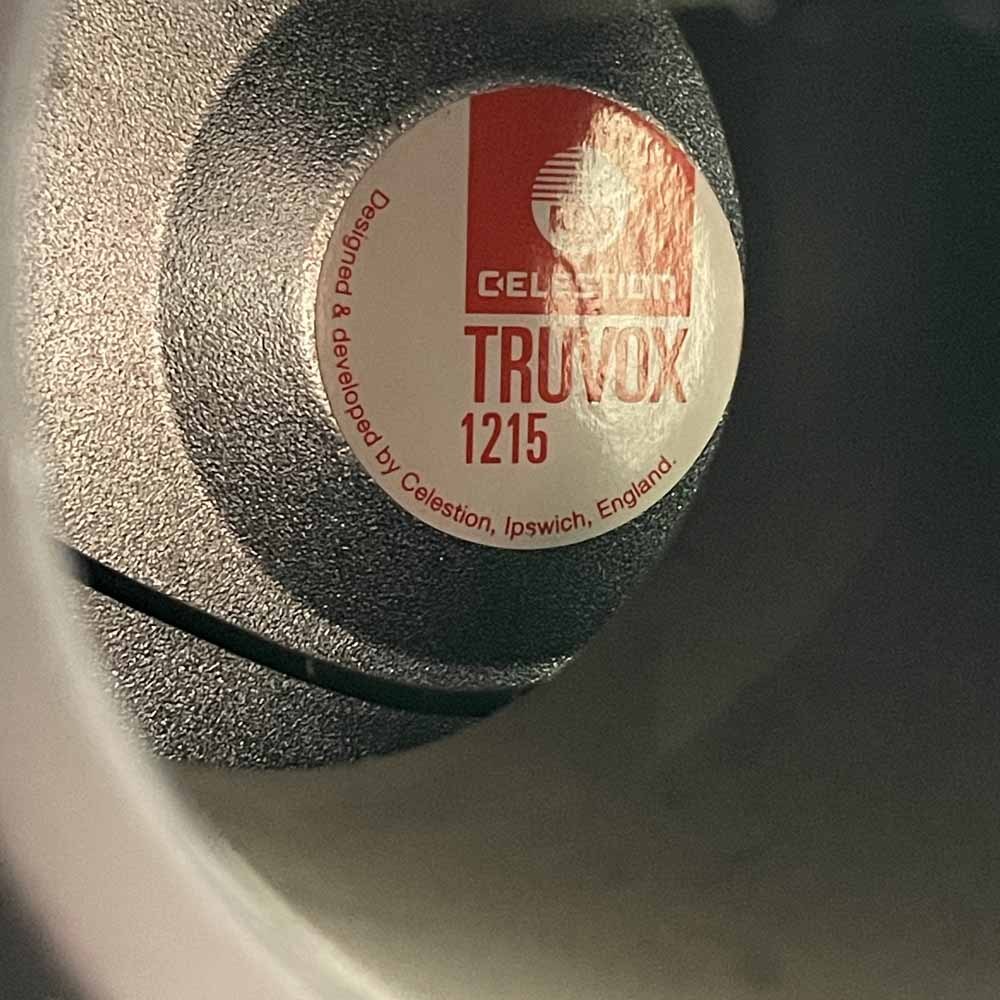 CELESTION
TRUVOX
1215
Designed & developed by Celestion, Ipswich, England.